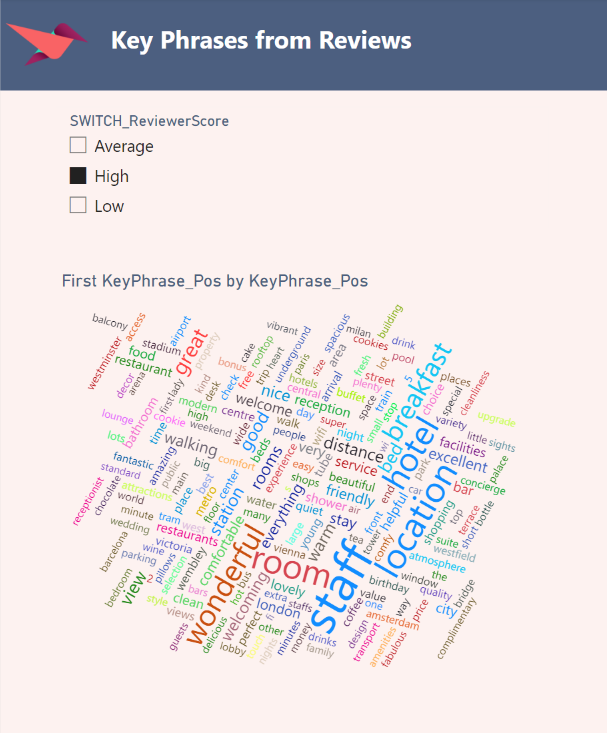 Key Phrases from Reviews
SWITCH_ReviewerScore
Average
High
Low
First KeyPhrase_Pos by KeyPhrase_Pos
balcony
access
westminster
stadium
airport
food
restaurant
great
property
vibrant
cake
rooftop
heart
trip
underground
paris
spacious
milan
cookies
building
drink
decor
arena
first-lady
kind
desk
check
bonus
free
hotels
size
area
fresh
lot
pool
street
plenty
train
5
breakfast
places
cleanliness
special
choice
lounge
bathroom
cookie
modern
high
weekend
centre
welcome
nice
central
reception
arrival
day
buffet
space
small
stop
bed
hotel
variety
upgrade
little
sights
lots
time
walking
wide
good
walk
people
super
wifi
night
distance
wi
facilities
excellent
palace
fantastic
standard
amazing
public
main
big
comfort
beds
rooms
experience
very
easy
tube
service
end
car
park
bar
concierge
receptionist
chocolate
attractions
world
place
best
center
metro
floor
station
water
shops
beautiful
friendly
shower
air
front
helpful
location
shopping
top
terrace
short
bottle
minute
wedding
tram
west
restaurants
many
everything
large
young
stay
tea
tower
comfy
westfield
atmosphere
barcelona
parking
wine
victoria
pillows
selection
wembley
comfortable
wonderful
vienna
warm
quiet
staff
birthday
window
quality
bridge
bedroom
view
2
style
views
bars
clean
hot
bus
room
lovely
extra
staffs
london
fi
coffee
value
one
way
price
city
complimentary
guests
delicious
lobby
perfect
welcoming
other
nights
minutes
money
drinks
family
design
transport
amsterdam
amenities
fabulous
the
suite